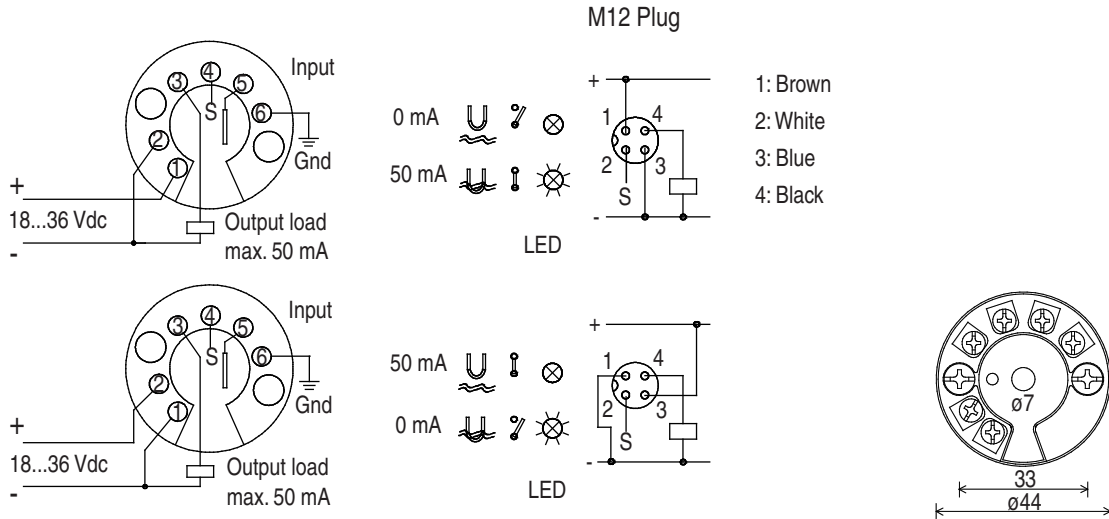 M12 Plug
3
4
5
Input
S
6
2
1
Gnd
+
18...36 Vdc
-
Output load
max. 50 mA
0 mA
50 mA
LED
+
1
4
2
3
S
-
1: Brown
2: White
3: Blue
4: Black
3
4
5
Input
S
6
2
1
Gnd
+
18...36 Vdc
-
Output load
max. 50 mA
50 mA
0 mA
LED
+
1
4
2
3
S
-
ø7
33
ø44